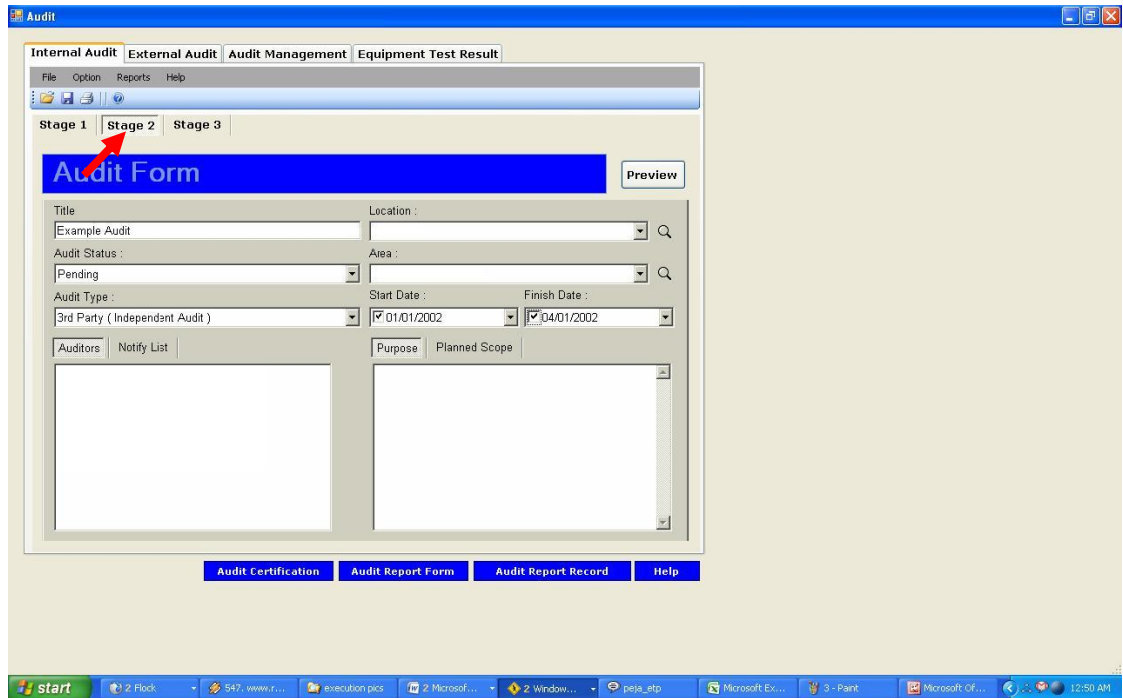 Audit
Internal Audit External Audit Audit Management Equipment Test Result
File Option Reports Help
Stage 1 Stage 2 Stage 3
Audit Form
Preview
Title
Location :
Example Audit
Audit Status :
Area :
Pending
Audit Type :
Start Date :
Finish Date :
3rd Party ( Independent Audit )
01/01/2002
04/01/2002
Auditors Notify List
Purpose Planned Scope
Audit Certification Audit Report Form Audit Report Record Help
start 2 Flock 547. www.r... execution pics 2 Microsof... 2 Window... peja_etp Microsoft Ex... 3 - Paint Microsoft Of... 12:50 AM